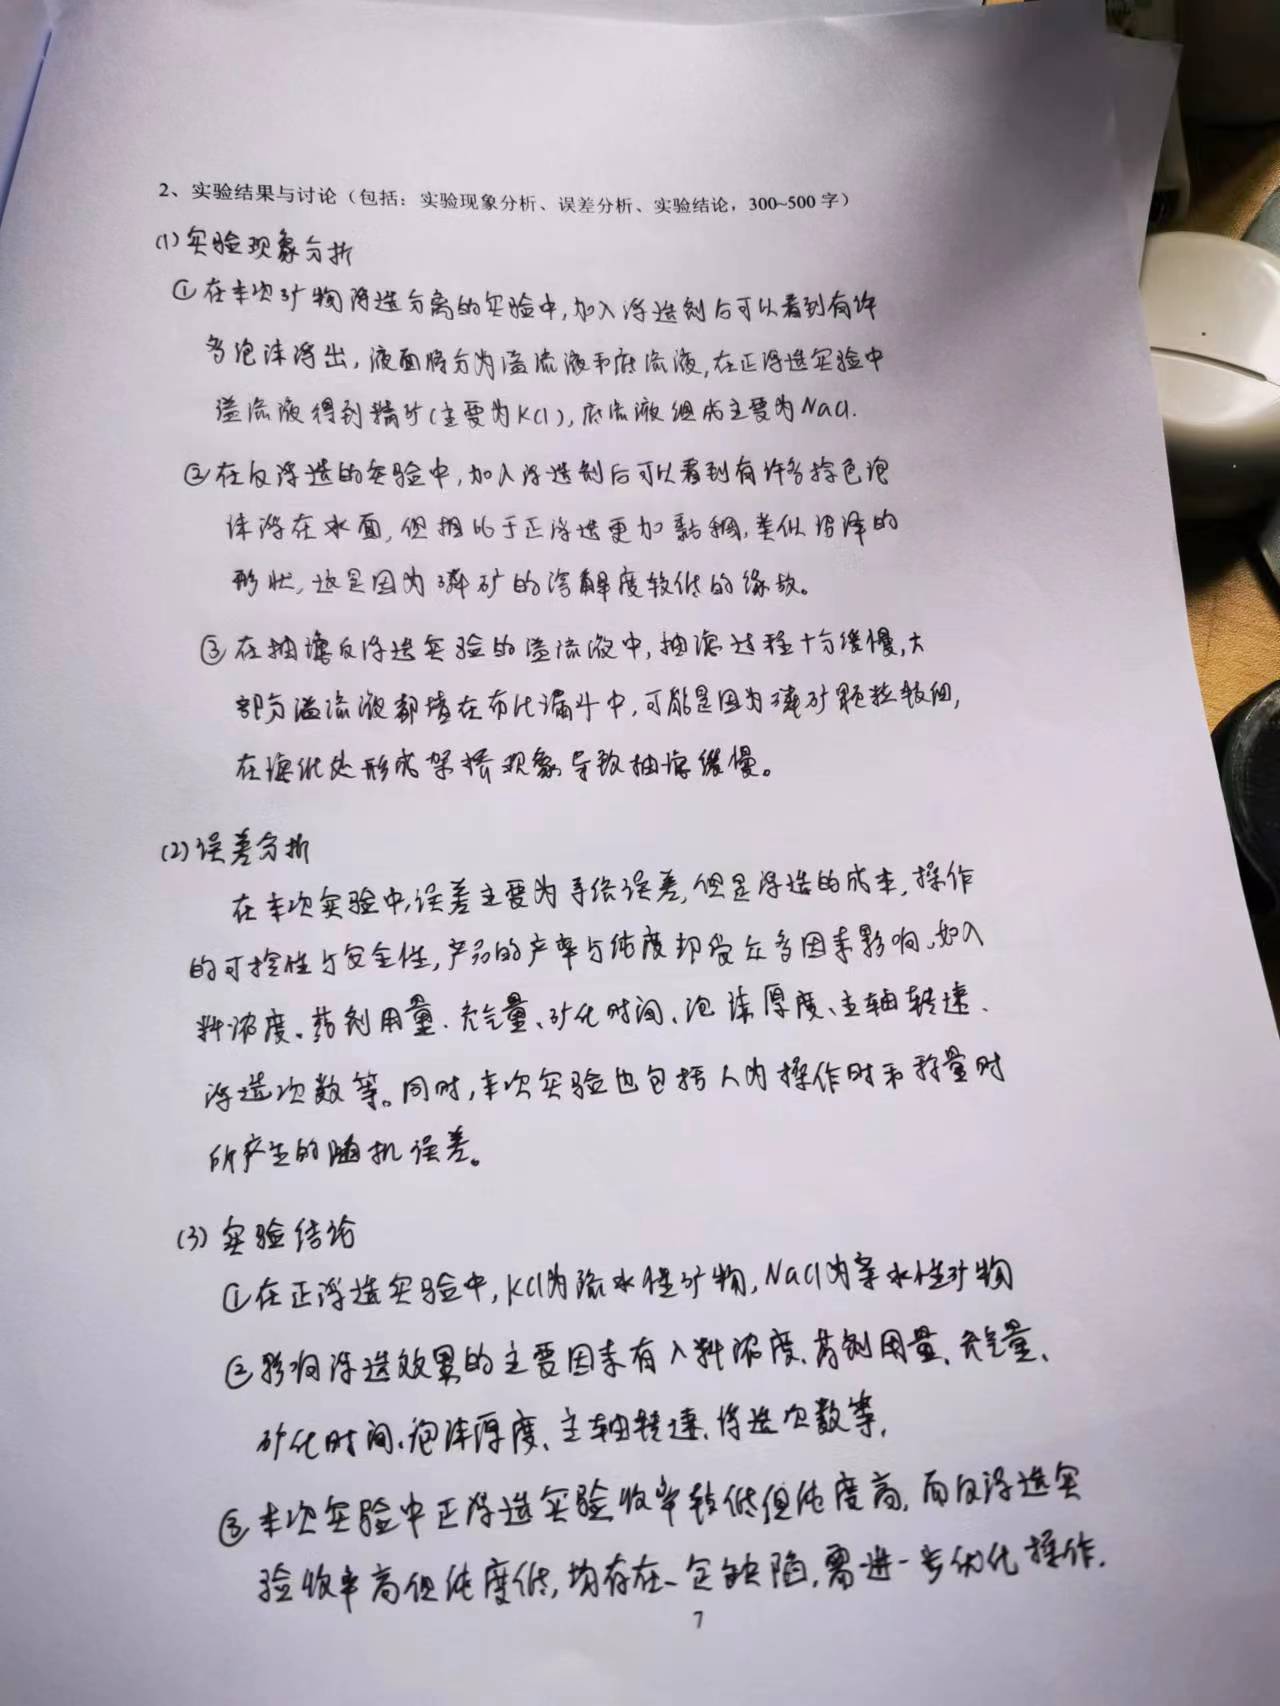 2、实验结果与讨论（包括：实验现象分析、误差分析、实验结论，300~500 字）
(1) 实验现象分析
① 在本次矿物浮选分离的实验中,加入浮选剂后可以看到有许
多泡沫浮出，液面将分为溢流液和底流液,在正浮选实验中
溢流液得到精矿(主要为KCl), 底流液组成主要为NaCl.
② 在反浮选的实验中,加入浮选剂后可以看到有许多棕色泡
沫浮在水面,但相比于正浮选更加黏稠,类似沼泽的
形状,这是因为磷矿的溶解度较低的缘故。
③ 在抽滤反浮选实验的溢流液中,抽滤过程十分缓慢,大
部分溢流液都堵在布氏漏斗中,可能是因为磷矿颗粒较细,
在滤纸处形成架桥现象导致抽滤缓慢。
(2) 误差分析
在本次实验中,误差主要为系统误差,但是浮选的成本,操作
的可控性与安全性,产品的产率与纯度却受众多因素影响,如入
料浓度、药剂用量、充气量、矿化时间、泡沫厚度、主轴转速、
浮选次数等。同时,本次实验也包括人为操作时和称量时
所产生的随机误差。
(3) 实验结论
① 在正浮选实验中,KCl为疏水性矿物,NaCl为亲水性矿物
② 影响浮选效果的主要因素有入料浓度、药剂用量、充气量、
矿化时间、泡沫厚度、主轴转速、浮选次数等,
③ 本次实验中正浮选实验收率较低但纯度高,而反浮选实
验收率高但纯度低,均存在一定缺陷,需进一步优化操作.
7